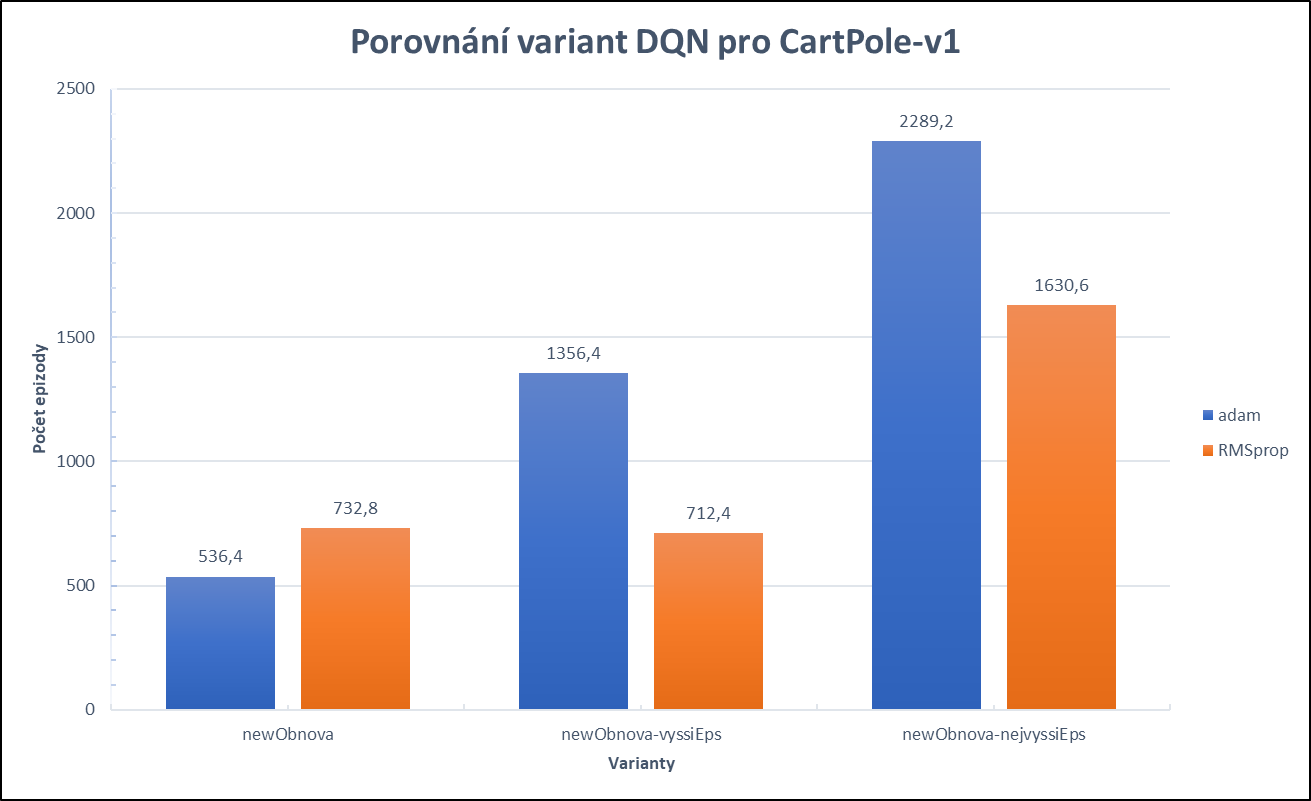 Porovnání variant DQN pro CartPole-v1
2500
2000
1500
1000
500
0
Počet epizody
536,4
732,8
1356,4
712,4
2289,2
1630,6
newObnova
newObnova-vyssiEps
newObnova-nejvyssiEps
Varianty
adam
RMSprop